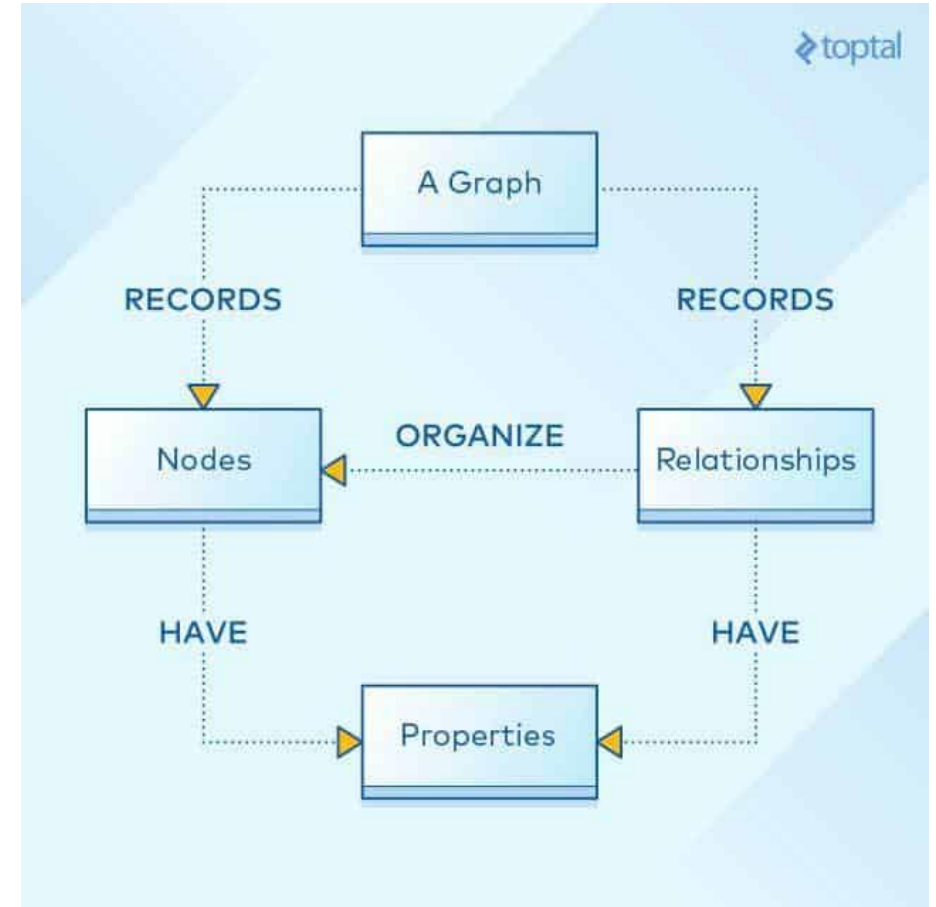 toptal
A Graph
RECORDS
RECORDS
Nodes
ORGANIZE
Relationships
HAVE
HAVE
Properties